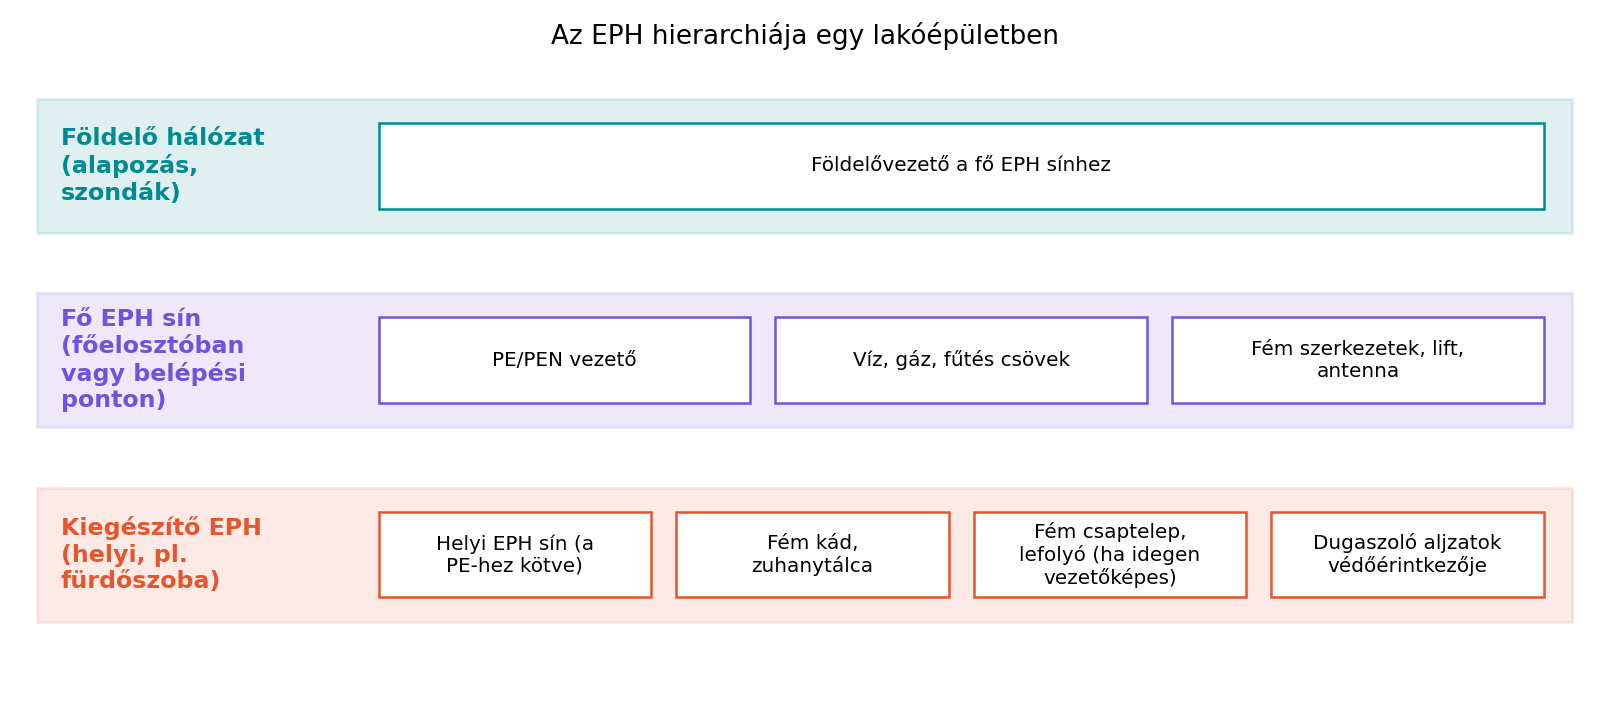 Az EPH hierarchiája egy lakóépületben
Földelő hálózat
(alapozás,
szondák)
Földelővezető a fő EPH sínhez
Fő EPH sín
(főelosztóban
vagy belépési
ponton)
PE/PEN vezető
Víz, gáz, fűtés csövek
Fém szerkezetek, lift,
antenna
Kiegészítő EPH
(helyi, pl.
fürdőszoba)
Helyi EPH sín (a
PE-hez kötve)
Fém kád,
zuhanytálca
Fém csaptelep,
lefolyó (ha idegen
vezetőképes)
Dugaszoló aljzatok
védőérintkezője